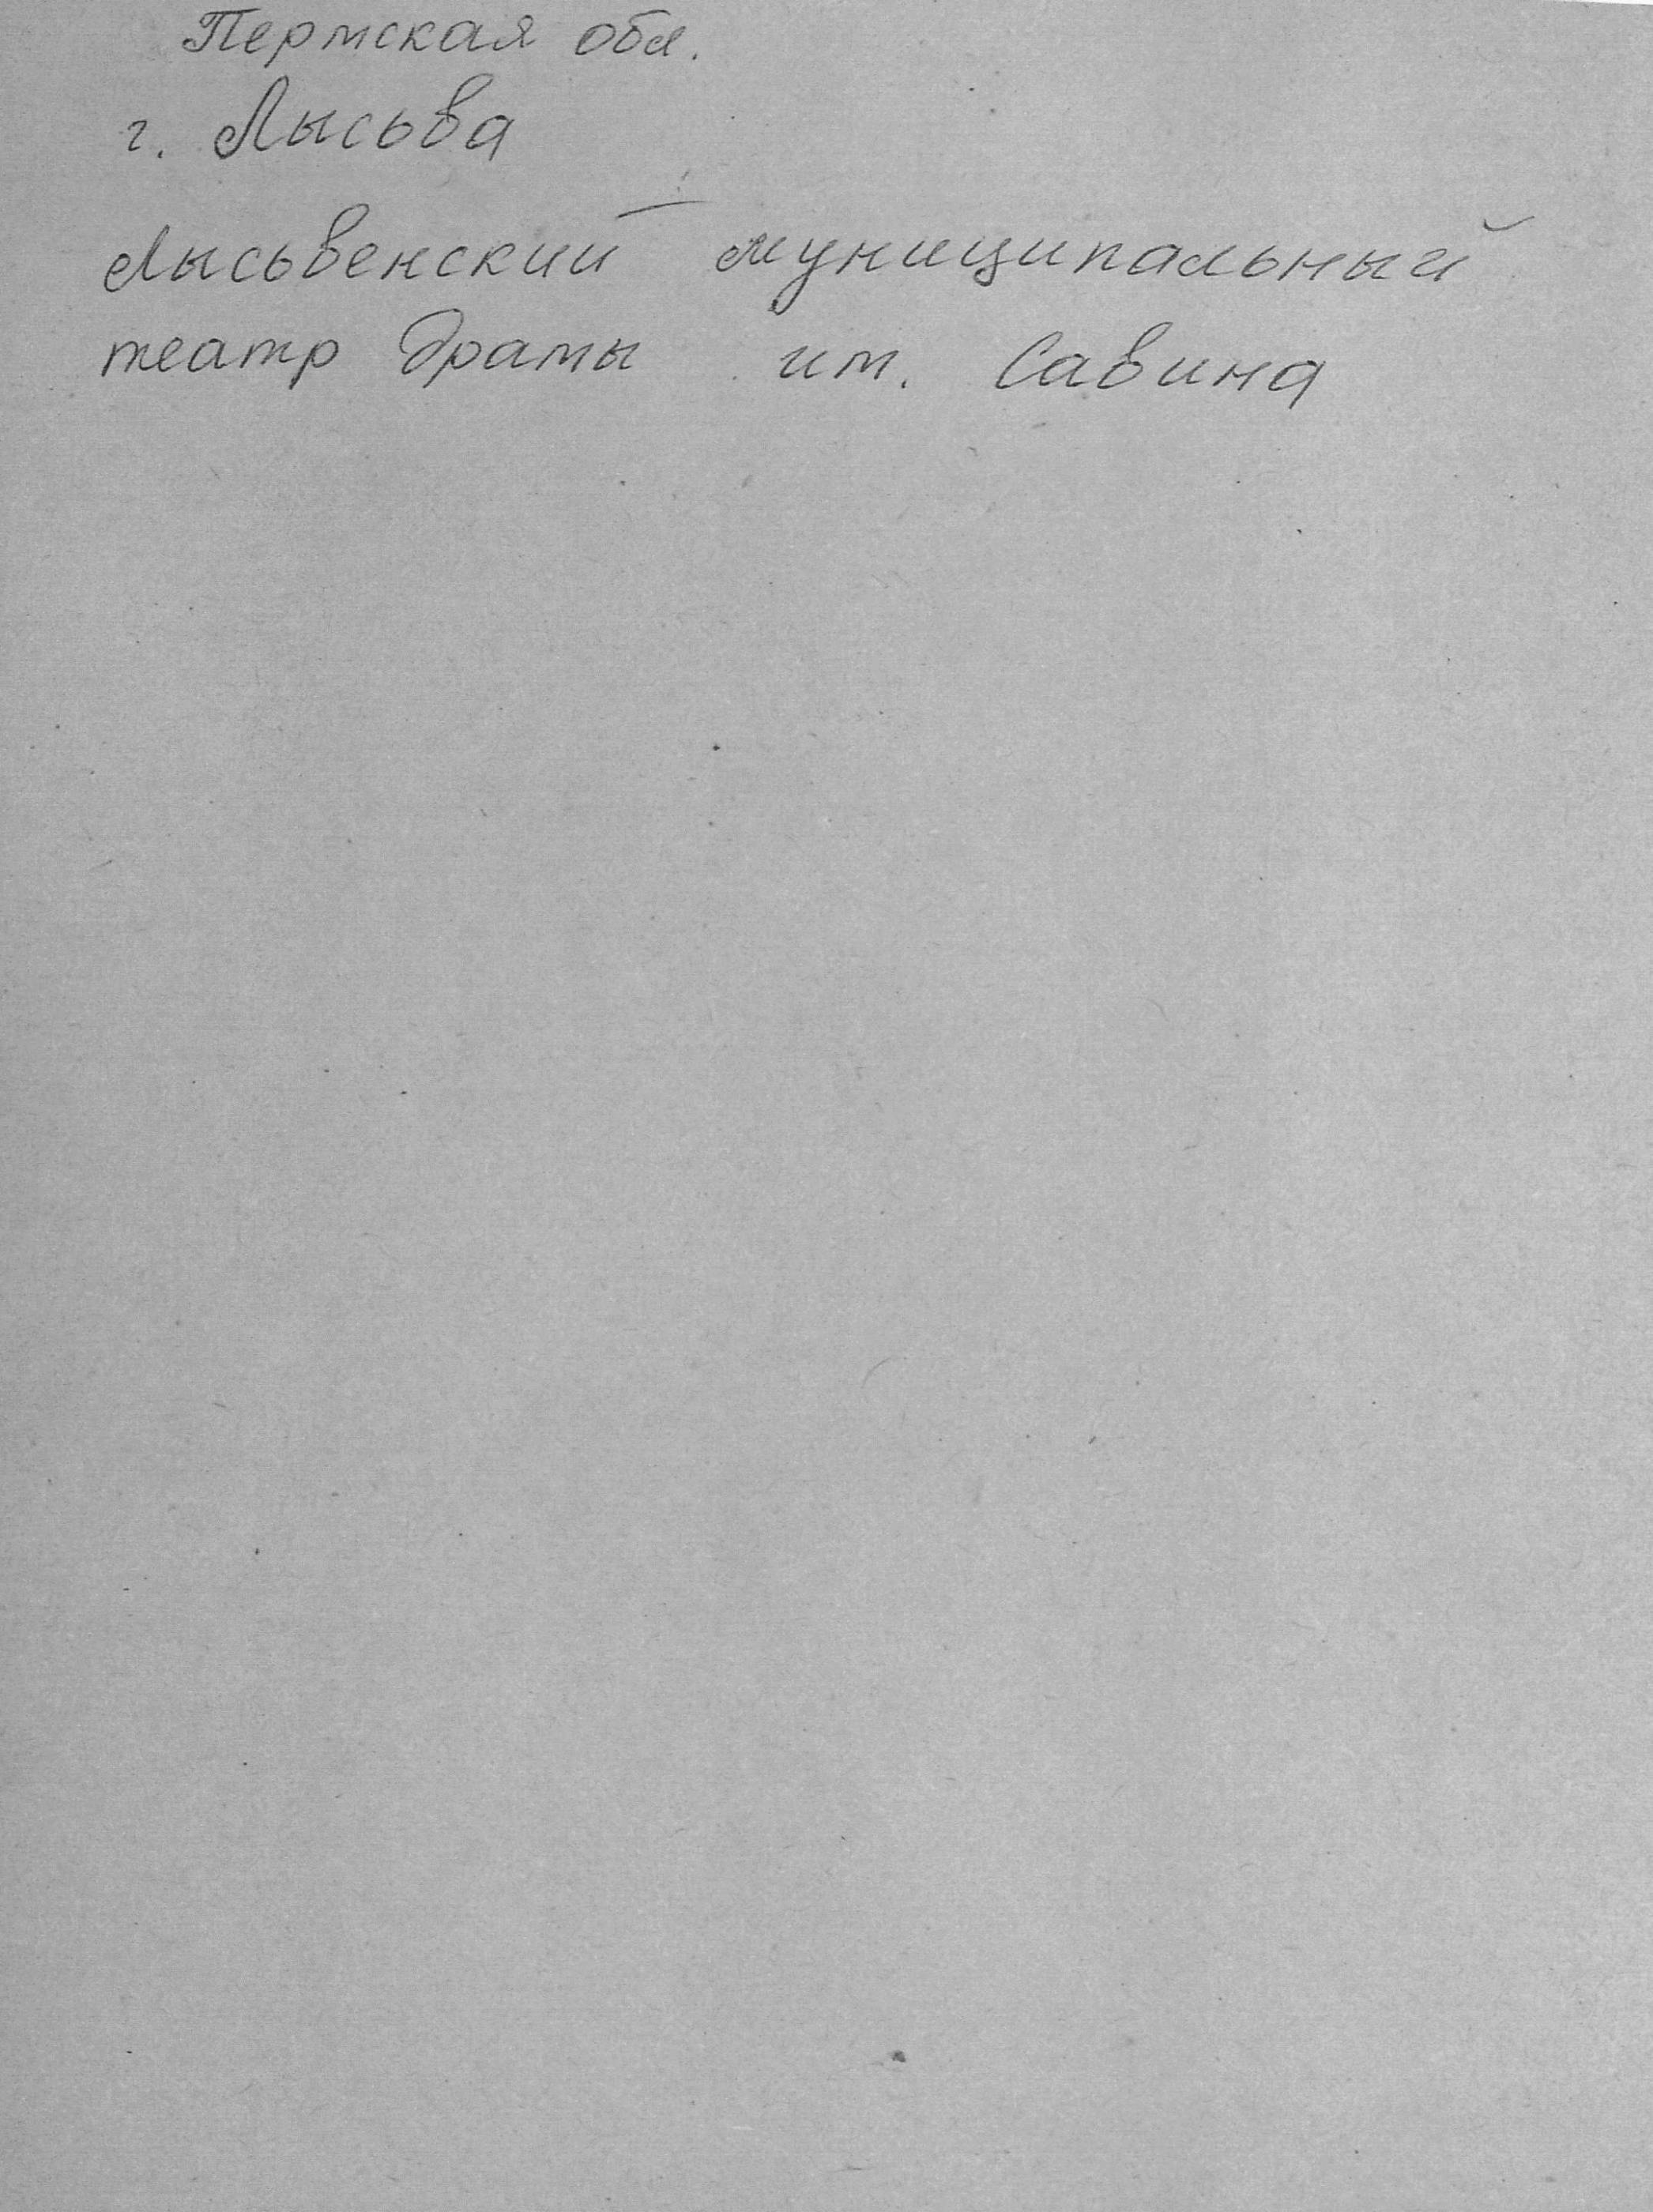 Пермская обл.
г. Лысьва
Лысьвенский муниципальный
театр драмы им. Савина